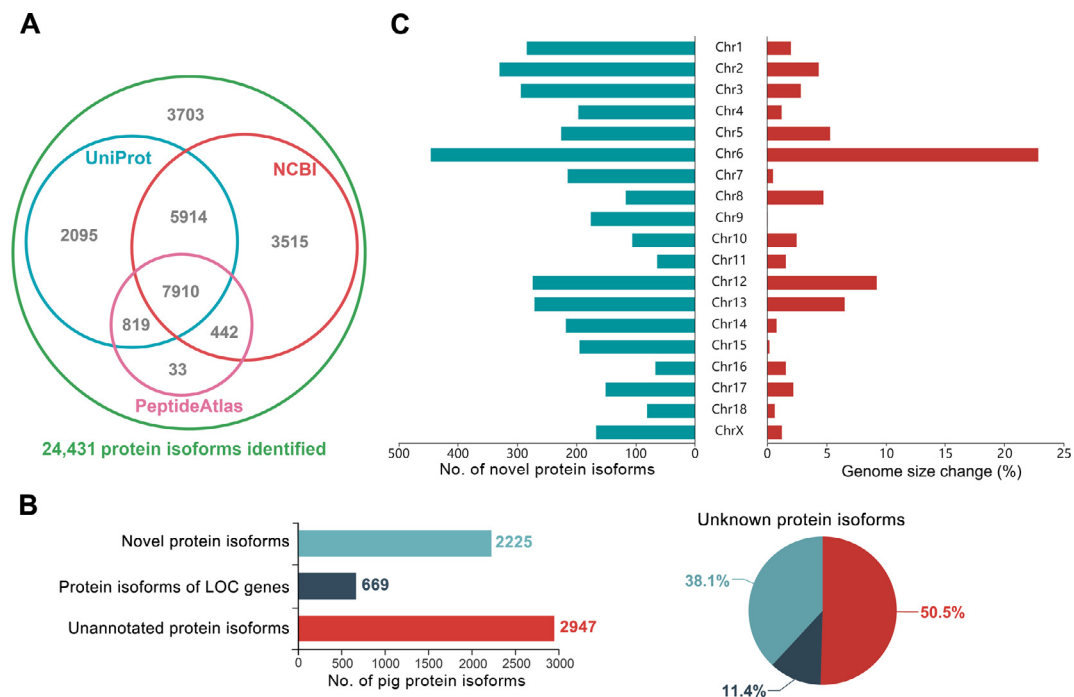 A
3703
UniProt
NCBI
5914
2095
3515
7910
819
442
33
PeptideAtlas
24,431 protein isoforms identified
C
Chr1
Chr2
Chr3
Chr4
Chr5
Chr6
Chr7
Chr8
Chr9
Chr10
Chr11
Chr12
Chr13
Chr14
Chr15
Chr16
Chr17
Chr18
ChrX
500 400 300 200 100 0
No. of novel protein isoforms
0 5 10 15 20 25
Genome size change (%)
B
Novel protein isoforms
2225
Protein isoforms of LOC genes
669
Unannotated protein isoforms
2947
0 500 1000 1500 2000 2500 3000
No. of pig protein isoforms
Unknown protein isoforms
38.1%
50.5%
11.4%